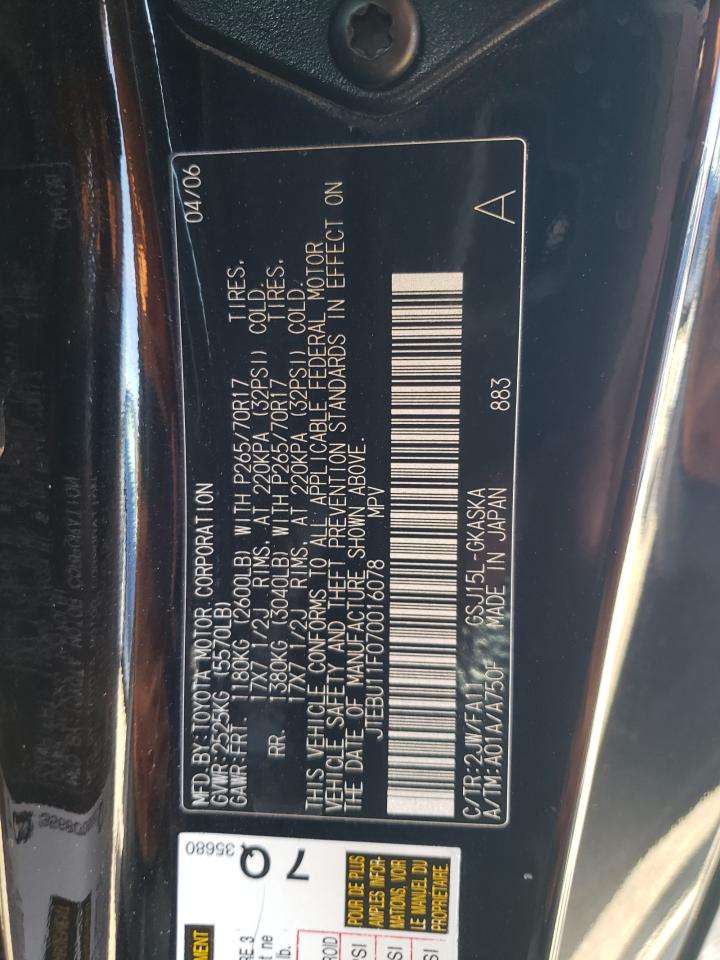 MFD.BY:TOYOTA MOTOR CORPORATION 04/06
GVWR:2525KG (5570LB)
GAWR:FRT. 1180KG (2600LB) WITH P265/70R17 TIRES,
17X7 1/2J RIMS, AT 220KPA (32PSI) COLD.
RR. 1380KG (3040LB) WITH P265/70R17 TIRES,
17X7 1/2J RIMS, AT 220KPA (32PSI) COLD.
THIS VEHICLE CONFORMS TO ALL APPLICABLE FEDERAL MOTOR
VEHICLE SAFETY AND THEFT PREVENTION STANDARDS IN EFFECT ON
THE DATE OF MANUFACTURE SHOWN ABOVE.
JTEBU11F070016078 MPV
C/TR:2JW/FA11 GSJ15L-GKASKA
A/TM:A01A/A750F MADE IN JAPAN 883
A
7Q
35680
POUR DE PLUS
AMPLES INFOR-
MATIONS, VOIR
LE MANUEL DU
PROPRIETAIRE.